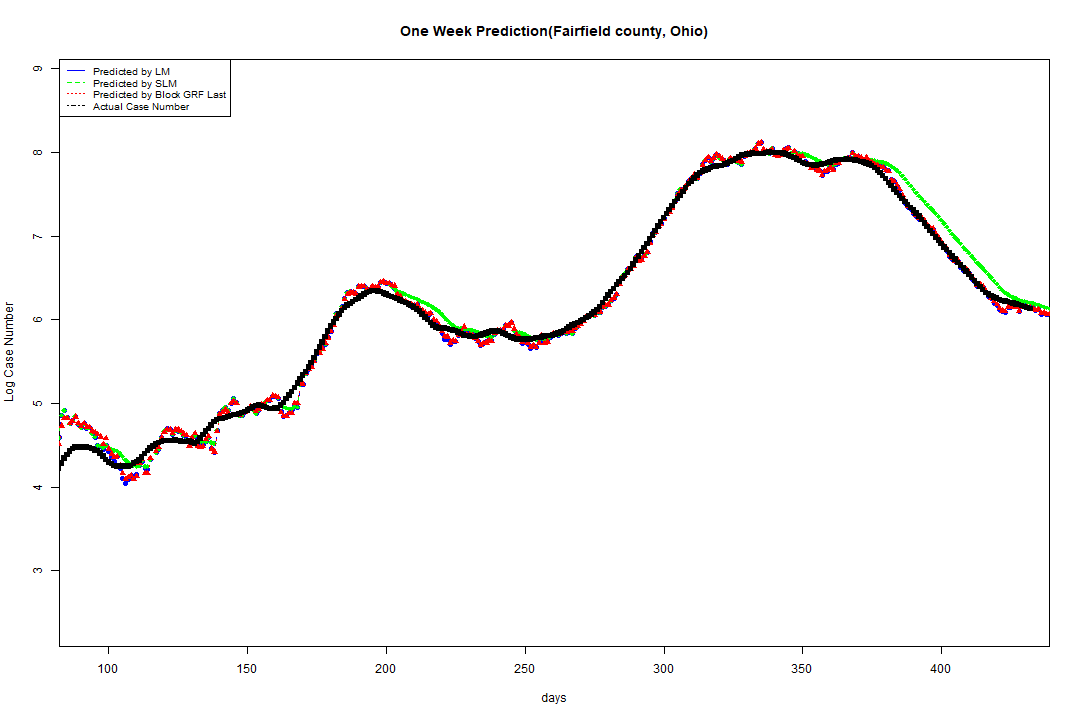 One Week Prediction(Fairfield county, Ohio)
Predicted by LM
Predicted by SLM
Predicted by Block GRF Last
Actual Case Number
9
8
7
6
5
4
3
Log Case Number
100 150 200 250 300 350 400
days